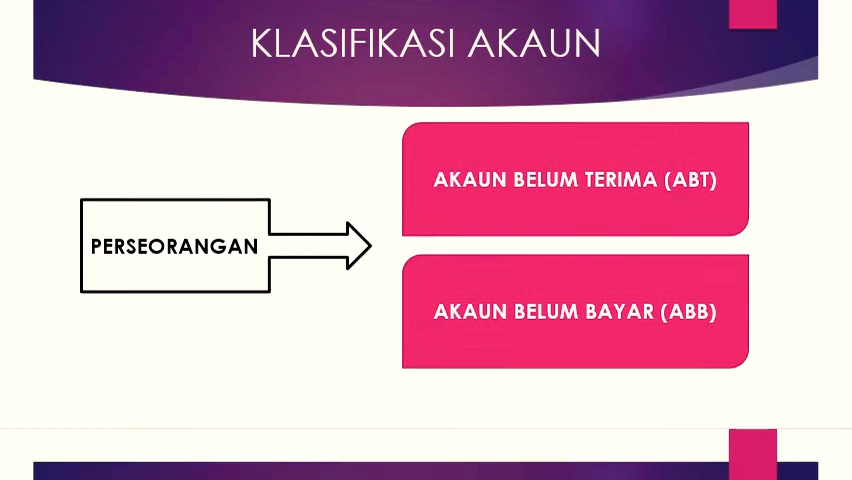 KLASIFIKASI AKAUN
PERSEORANGAN
AKAUN BELUM TERIMA (ABT)
AKAUN BELUM BAYAR (ABB)